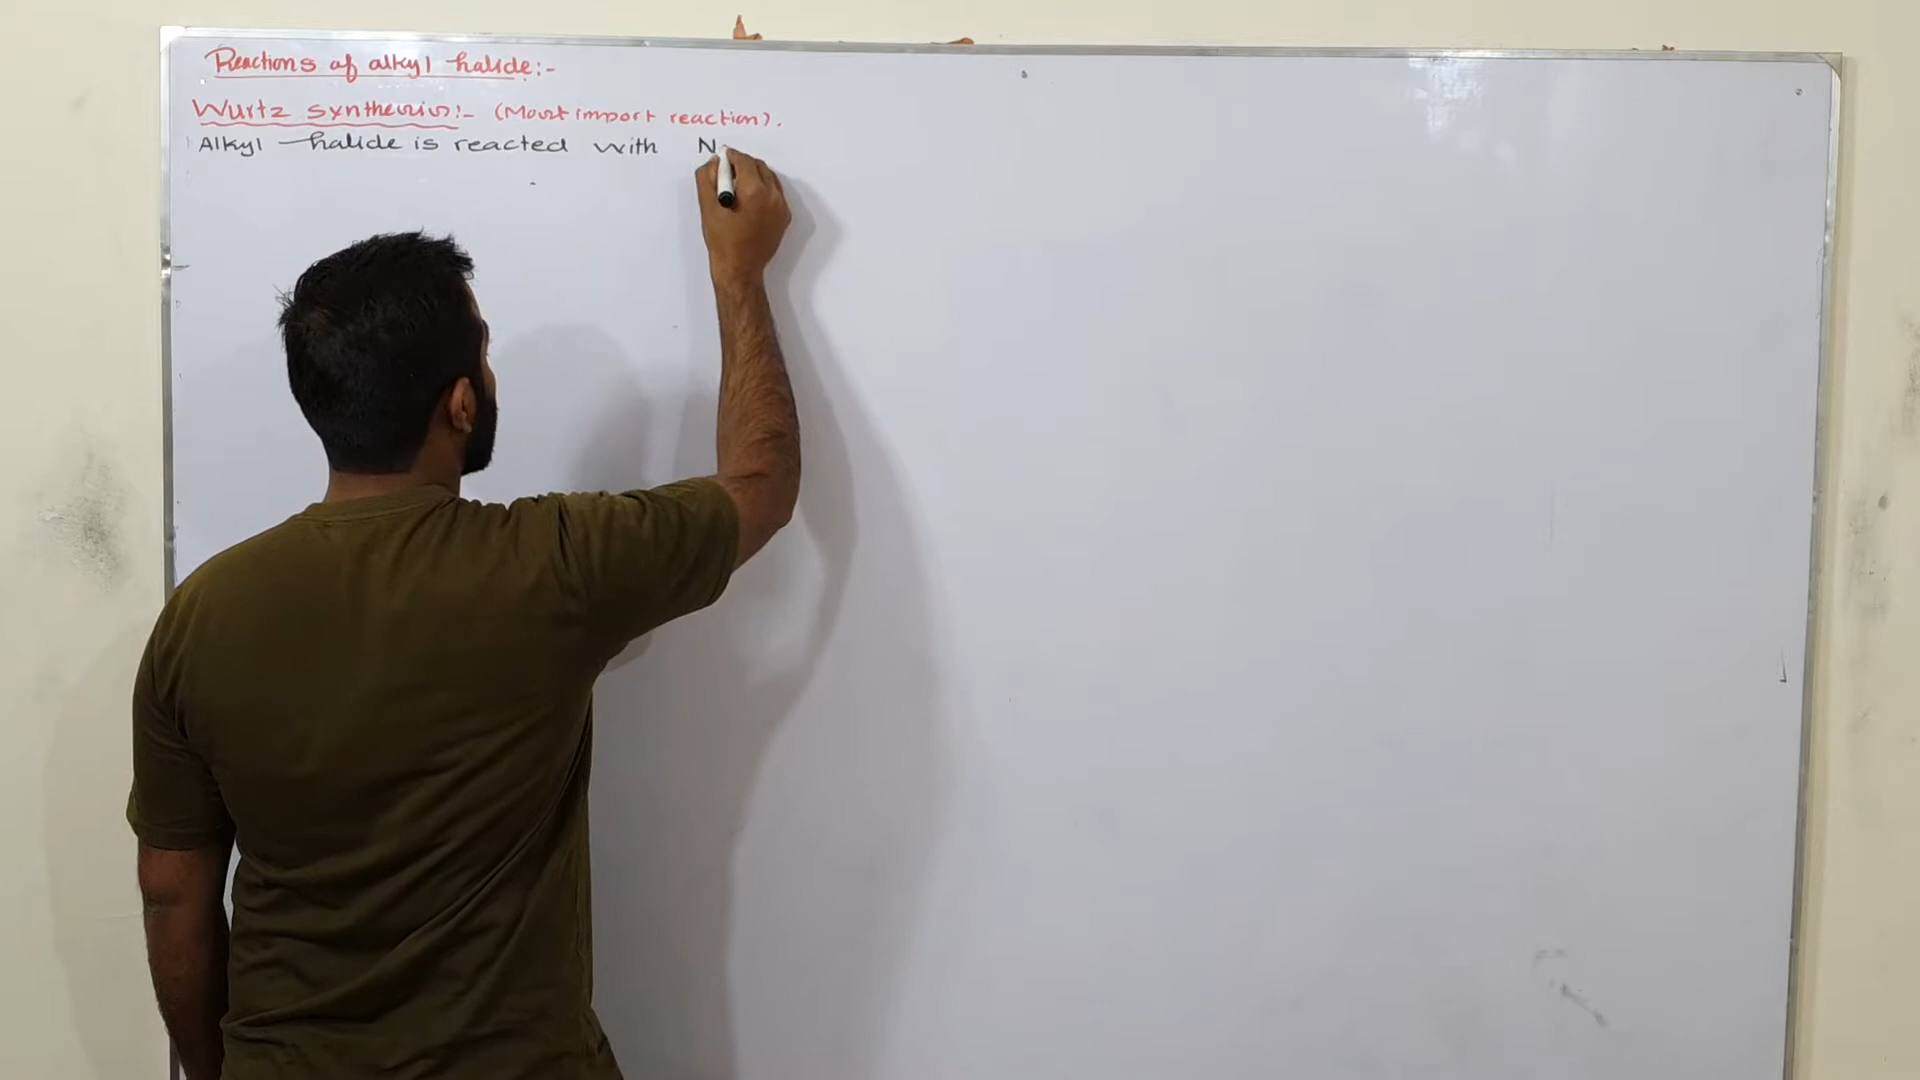 Reactions of alkyl halide:-
Wurtz synthesis:- (Most import reaction).
Alkyl halide is reacted with N